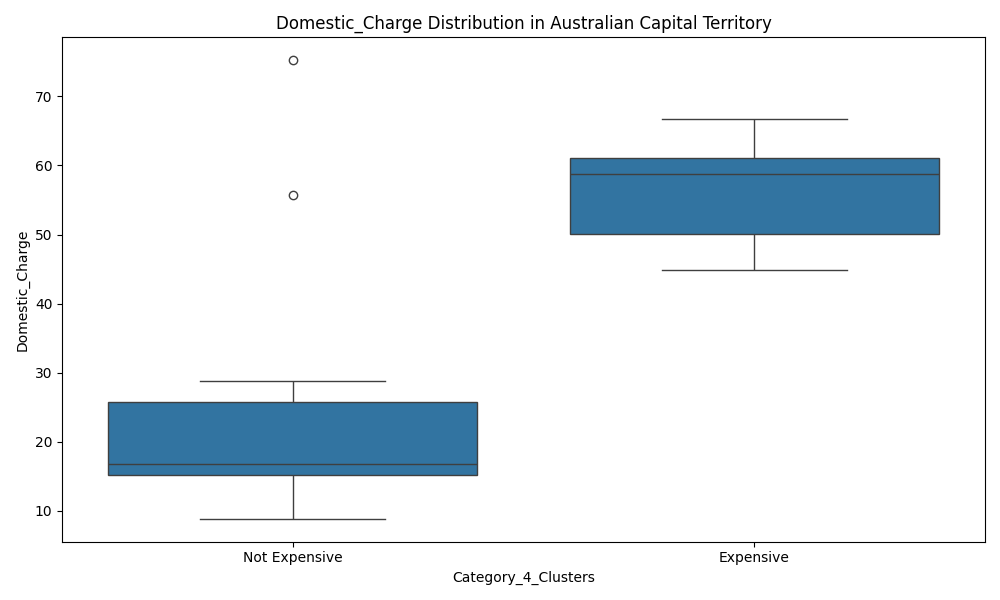 Domestic_Charge Distribution in Australian Capital Territory
Domestic_Charge
70
60
50
40
30
20
10
Not Expensive
Expensive
Category_4_Clusters